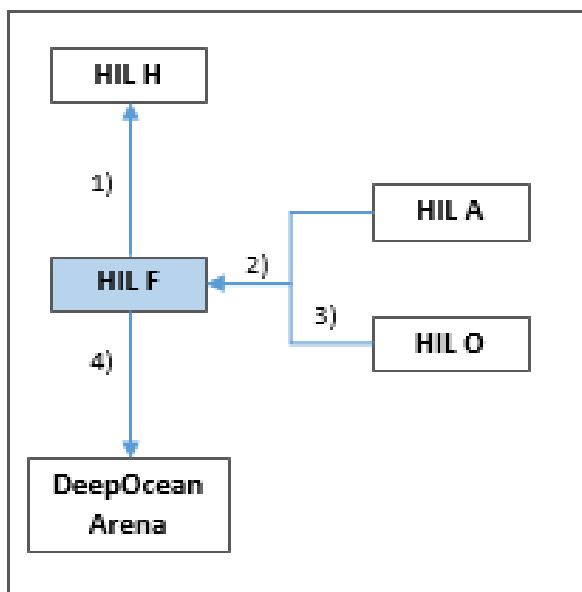 HIL H
1)
HIL A
2)
HIL F
3)
HIL O
4)
DeepOcean
Arena